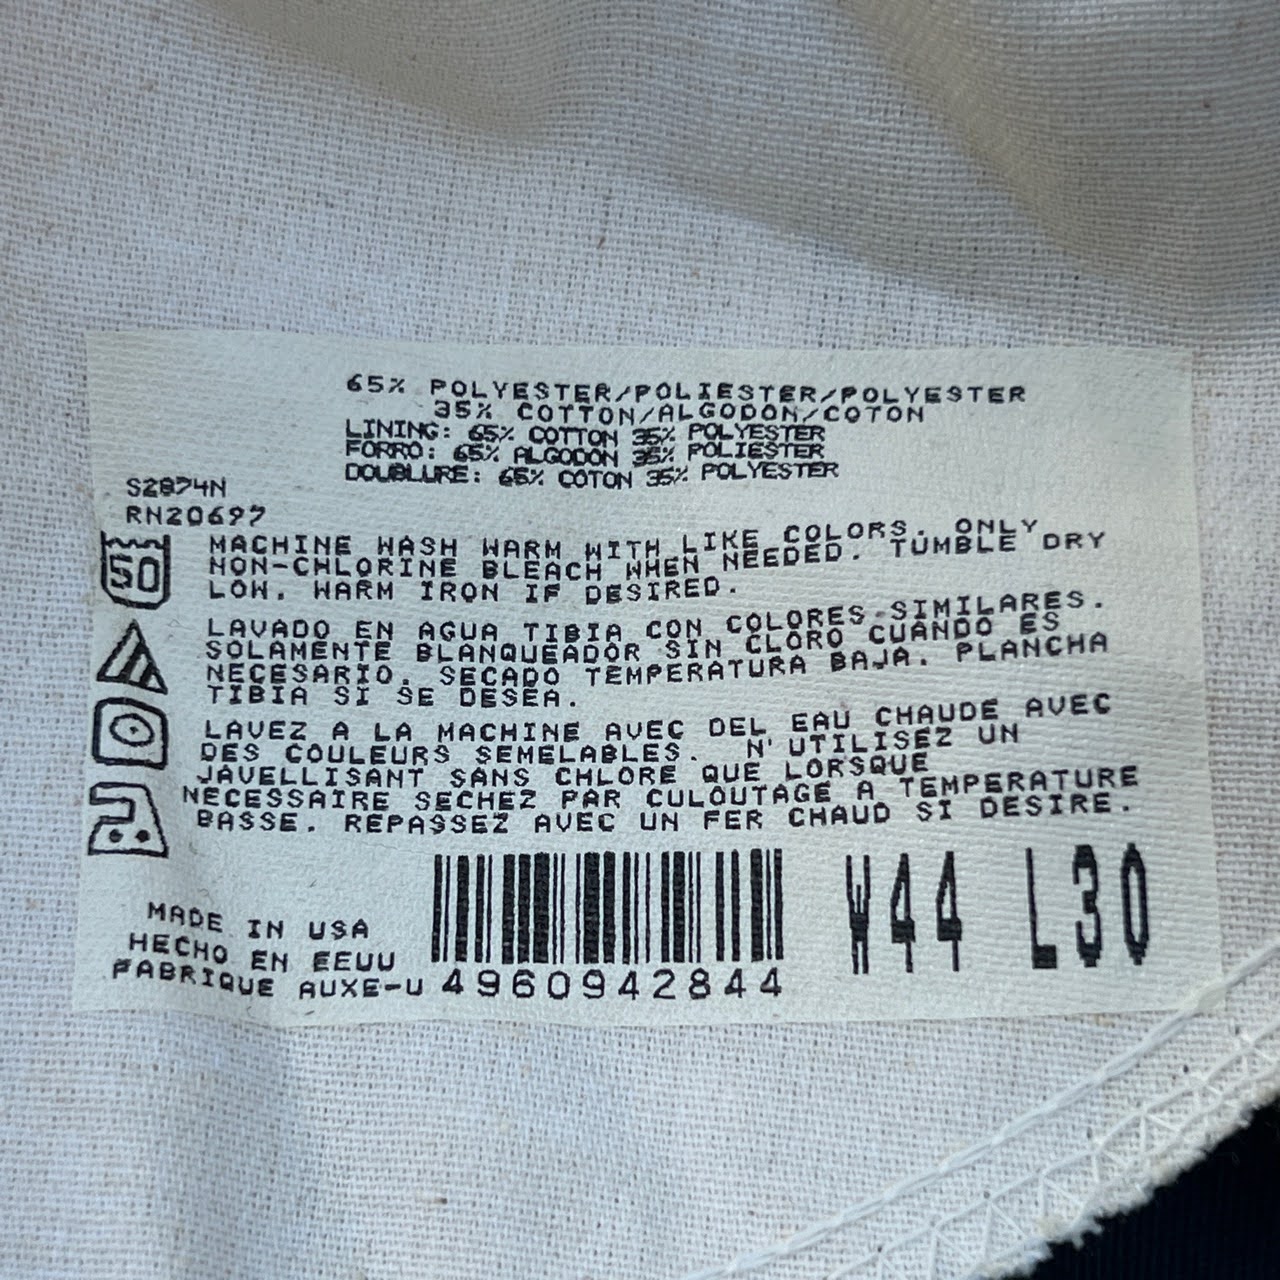 65% POLYESTER/POLIESTER/POLYESTER
35% COTTON/ALGODON/COTON
LINING: 65% COTTON 35% POLYESTER
FORRO: 65% ALGODON 35% POLIESTER
DOUBLURE: 65% COTON 35% POLYESTER
S2874N
RN20697
50
MACHINE WASH WARM WITH LIKE COLORS. ONLY
NON-CHLORINE BLEACH WHEN NEEDED. TUMBLE DRY
LOW. WARM IRON IF DESIRED.
LAVADO EN AGUA TIBIA CON COLORES SIMILARES.
SOLAMENTE BLANQUEADOR SIN CLORO CUANDO ES
NECESARIO. SECADO TEMPERATURA BAJA. PLANCHA
TIBIA SI SE DESEA.
LAVEZ A LA MACHINE AVEC DEL EAU CHAUDE AVEC
DES COULEURS SEMELABLES. N'UTILISEZ UN
JAVELLISANT SANS CHLORE QUE LORSQUE
NECESSAIRE SECHEZ PAR CULOUTAGE A TEMPERATURE
BASSE. REPASSEZ AVEC UN FER CHAUD SI DESIRE.
MADE IN USA
HECHO EN EEUU
FABRIQUE AUXE-U
4960942844
W44 L30